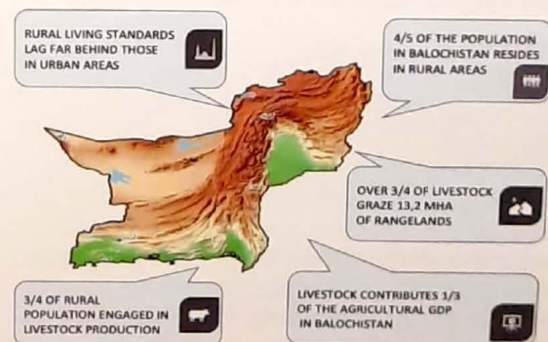 RURAL LIVING STANDARDS
LAG FAR BEHIND THOSE
IN URBAN AREAS
4/5 OF THE POPULATION
IN BALOCHISTAN RESIDES
IN RURAL AREAS
OVER 3/4 OF LIVESTOCK
GRAZE 13,2 MHA
OF RANGELANDS
3/4 OF RURAL
POPULATION ENGAGED IN
LIVESTOCK PRODUCTION
LIVESTOCK CONTRIBUTES 1/3
OF THE AGRICULTURAL GDP
IN BALOCHISTAN